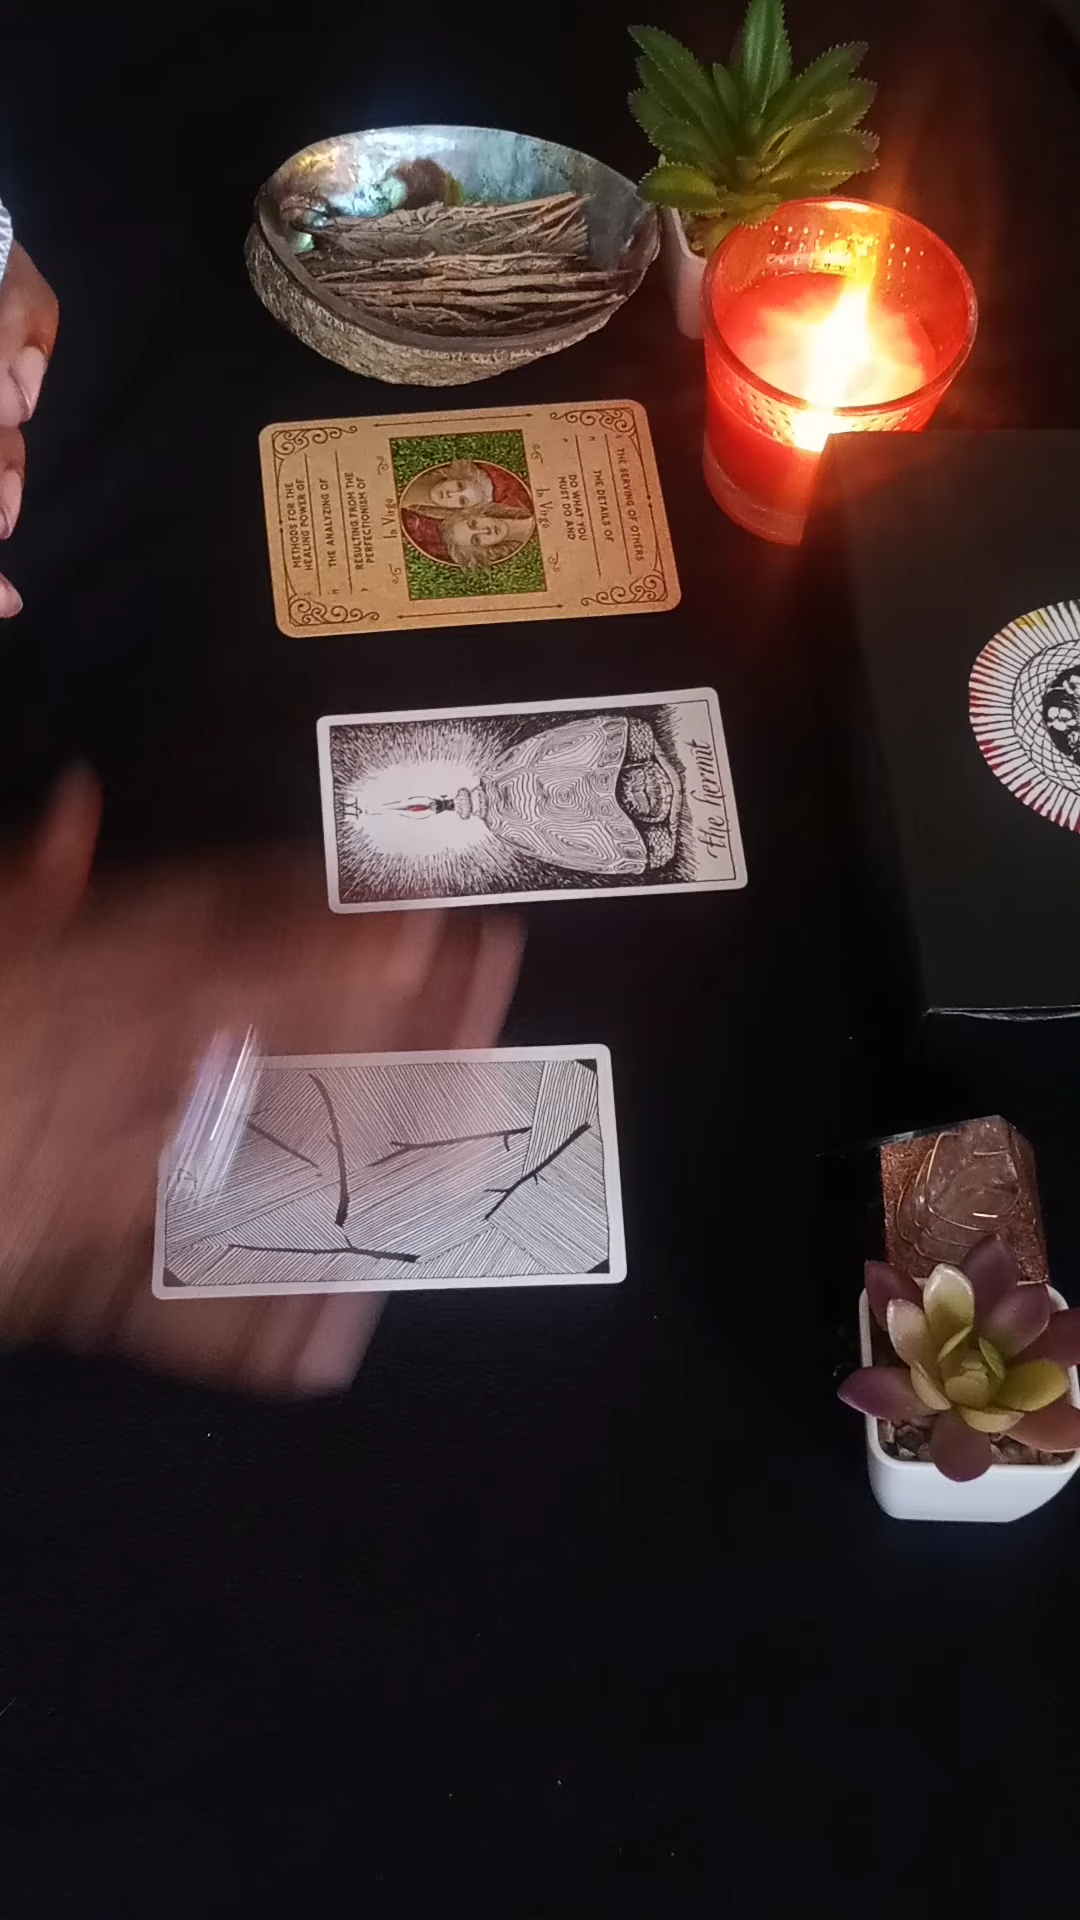 METHODS FOR THE
HEALING POWER OF
THE ANALYZING OF
RESULTING FROM THE
PERFECTIONISM OF
In Virgo
In Virgo
DO WHAT YOU
MUST DO AND
THE DETAILS OF
THE SERVING OF OTHERS
IX
the hermit